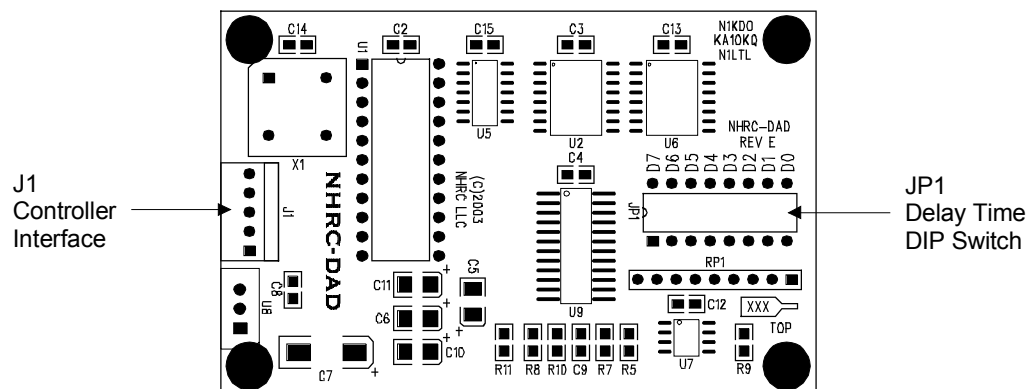 C14
U1
C2
C15
C3
C13
N1KDO
KA1OKQ
N1LTL
U5
U2
U6
NHRC-DAD
REV E
X1
C4
D7 D6 D5 D4 D3 D2 D1 D0
J1
Controller
Interface
J1
NHRC-DAD
(C)2003
NHRC LLC
JP1
JP1
Delay Time
DIP Switch
RP1
C8
U8
C11
C5
C6
C10
C7
U9
C12
XXX
TOP
U7
R11 R8 R10 C9 R7 R5
R9
+
+
+
+
+